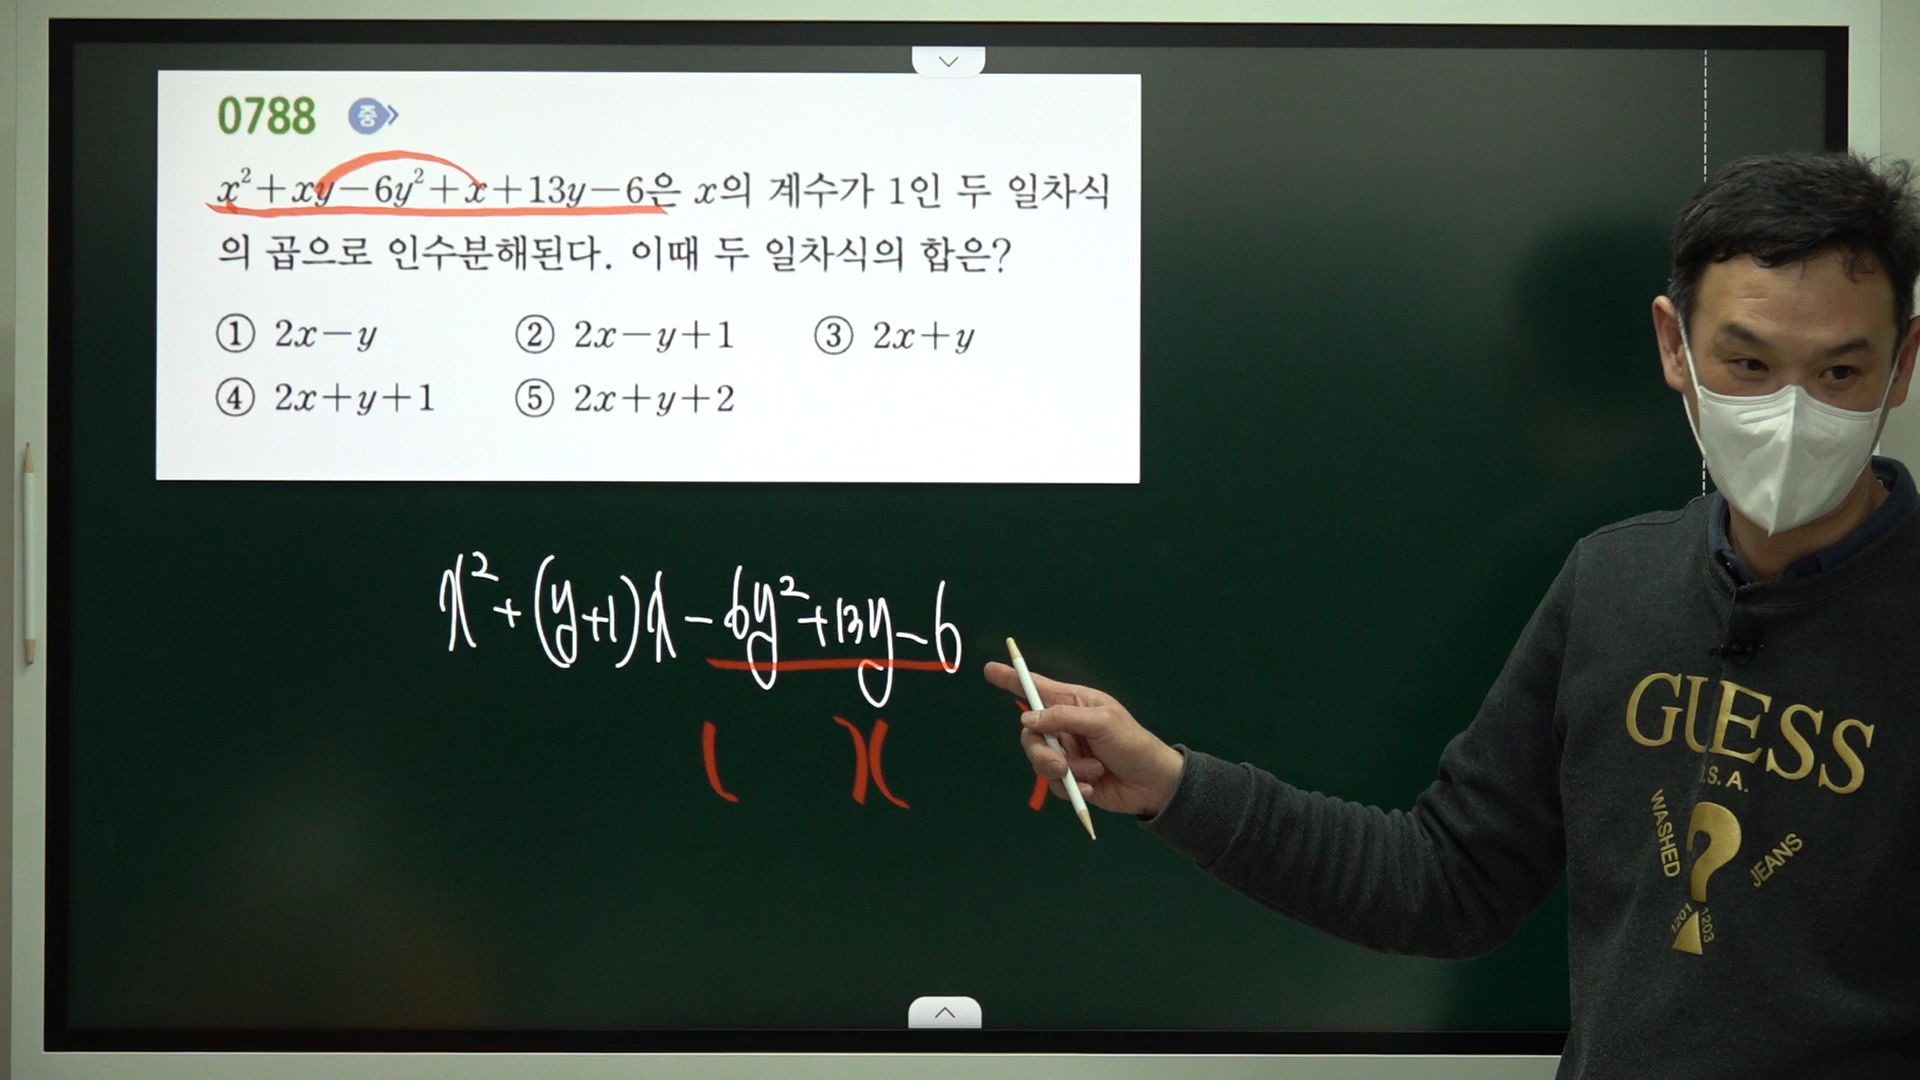 0788 중
x²+xy−6y²+x+13y−6은 x의 계수가 1인 두 일차식
의 곱으로 인수분해된다. 이때 두 일차식의 합은?
① 2x−y ② 2x−y+1 ③ 2x+y
④ 2x+y+1 ⑤ 2x+y+2
x²+(y+1)x−6y²+13y−6
( )( )
GUESS
U.S.A.
WASHED ? JEANS
1201 1203